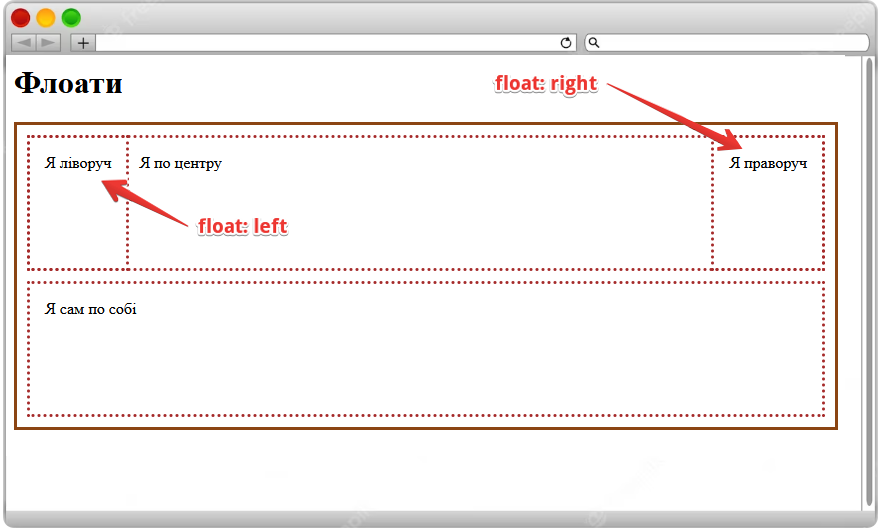 Флоати
float: right
Я ліворуч
Я по центру
Я праворуч
float: left
Я сам по собі